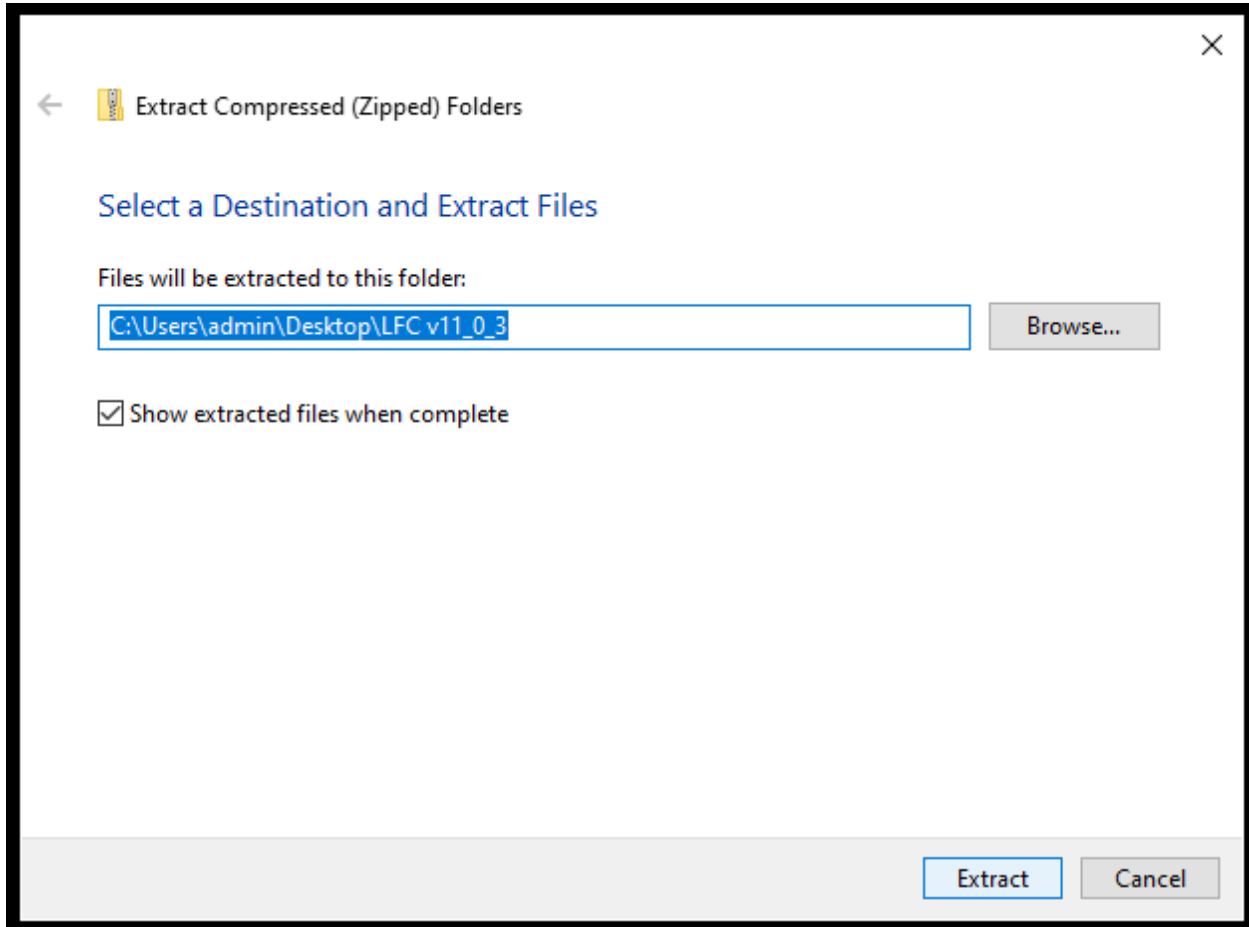 Extract Compressed (Zipped) Folders
Select a Destination and Extract Files
Files will be extracted to this folder:
C:\Users\admin\Desktop\LFC v11_0_3
Browse...
Show extracted files when complete
Extract
Cancel